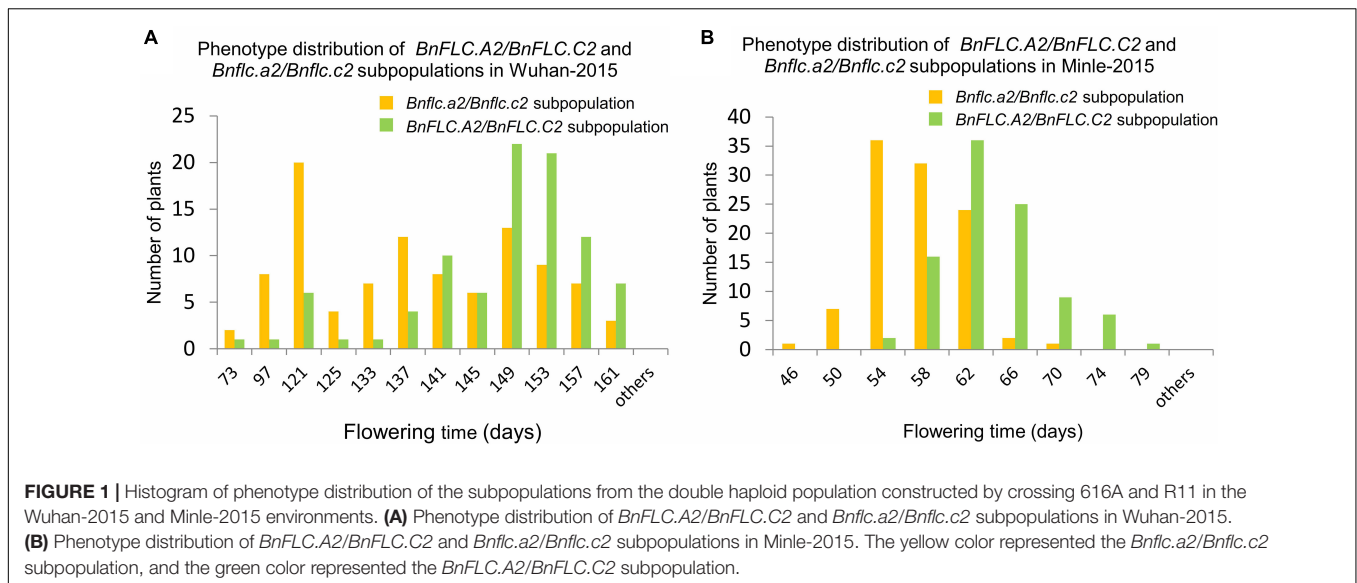 A
Phenotype distribution of BnFLC.A2/BnFLC.C2 and
Bnflc.a2/Bnflc.c2 subpopulations in Wuhan-2015
Bnflc.a2/Bnflc.c2 subpopulation
BnFLC.A2/BnFLC.C2 subpopulation
25
20
15
10
5
0
Number of plants
73 97 121 125 133 137 141 145 149 153 157 161 others
Flowering time (days)
B
Phenotype distribution of BnFLC.A2/BnFLC.C2 and
Bnflc.a2/Bnflc.c2 subpopulations in Minle-2015
Bnflc.a2/Bnflc.c2 subpopulation
BnFLC.A2/BnFLC.C2 subpopulation
40
35
30
25
20
15
10
5
0
Number of plants
46 50 54 58 62 66 70 74 79 others
Flowering time (days)
FIGURE 1 | Histogram of phenotype distribution of the subpopulations from the double haploid population constructed by crossing 616A and R11 in the
Wuhan-2015 and Minle-2015 environments. (A) Phenotype distribution of BnFLC.A2/BnFLC.C2 and Bnflc.a2/Bnflc.c2 subpopulations in Wuhan-2015.
(B) Phenotype distribution of BnFLC.A2/BnFLC.C2 and Bnflc.a2/Bnflc.c2 subpopulations in Minle-2015. The yellow color represented the Bnflc.a2/Bnflc.c2
subpopulation, and the green color represented the BnFLC.A2/BnFLC.C2 subpopulation.